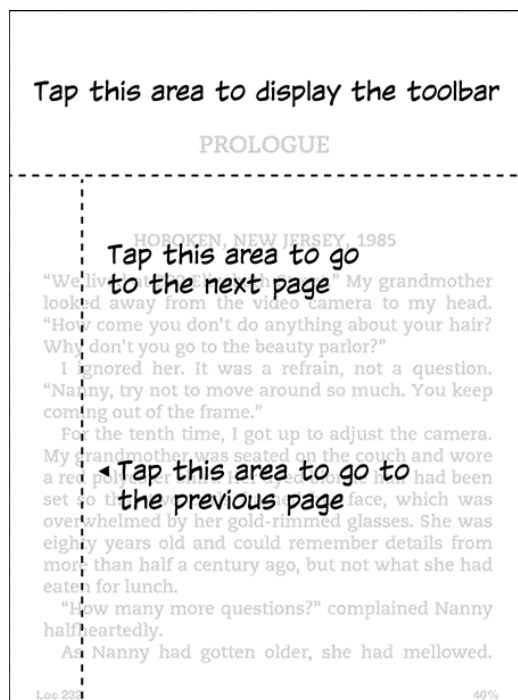 Tap this area to display the toolbar
PROLOGUE
HOBOKEN, NEW JERSEY, 1985
Tap this area to go
to the next page
“We My grandmother
looked away from the video camera to my head.
“How come you don't do anything about your hair?
Why don't you go to the beauty parlor?”
I ignored her. It was a refrain, not a question.
“Nanny, try not to move around so much. You keep
coming out of the frame.”
For the tenth time, I got up to adjust the camera.
My grandmother was seated on the couch and wore
Tap this area to go to
the previous page
a red had been
set so face, which was
overwhelmed by her gold-rimmed glasses. She was
eighty years old and could remember details from
more than half a century ago, but not what she had
eaten for lunch.
“How many more questions?” complained Nanny
halfheartedly.
As Nanny had gotten older, she had mellowed.
Loc 232 40%